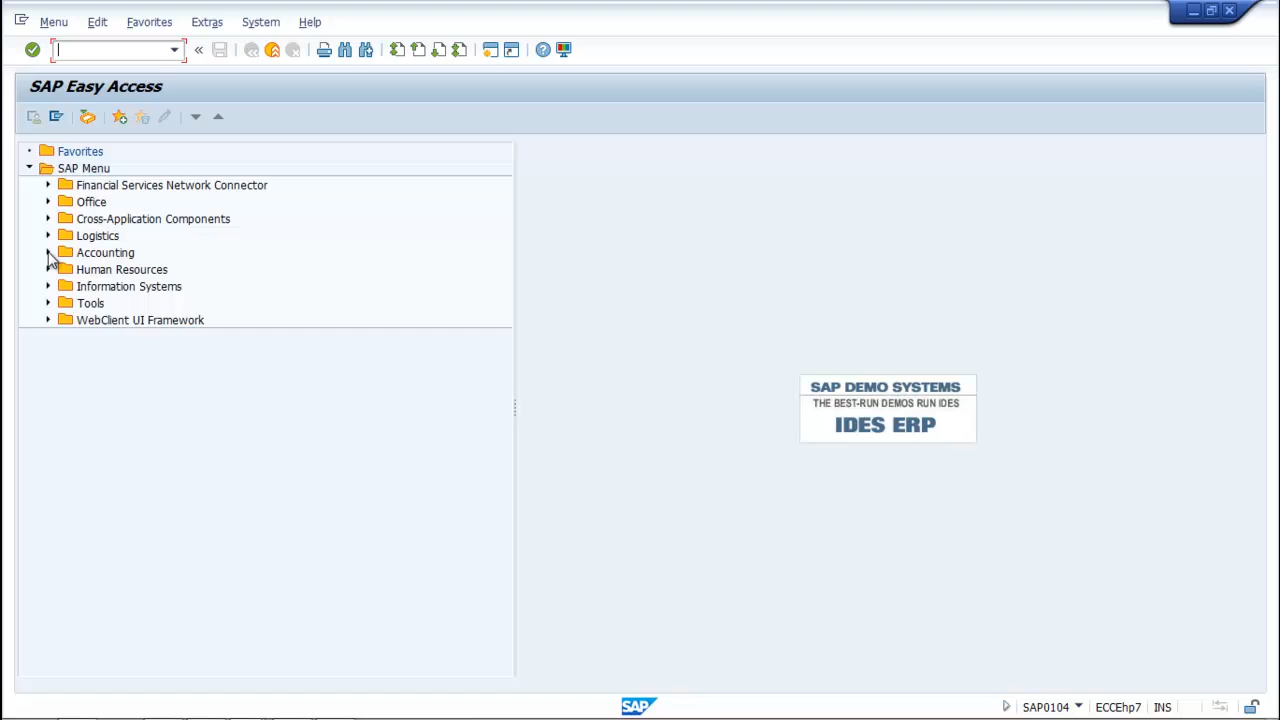 Menu Edit Favorites Extras System Help
SAP Easy Access
Favorites
SAP Menu
Financial Services Network Connector
Office
Cross-Application Components
Logistics
Accounting
Human Resources
Information Systems
Tools
WebClient UI Framework
SAP DEMO SYSTEMS
THE BEST-RUN DEMOS RUN IDES
IDES ERP
SAP SAP0104 ECCEhp7 INS